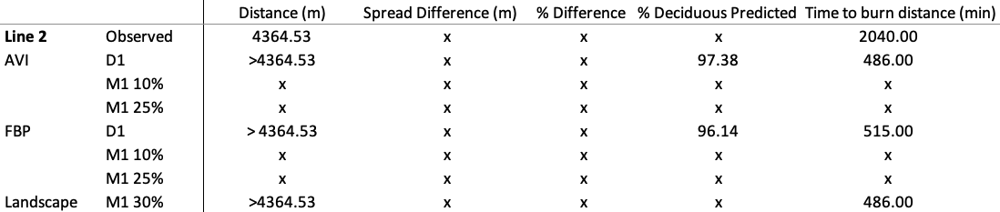 Distance (m) Spread Difference (m) % Difference % Deciduous Predicted Time to burn distance (min)
Line 2 Observed 4364.53 x x x 2040.00
AVI D1 >4364.53 x x 97.38 486.00
M1 10% x x x x x
M1 25% x x x x x
FBP D1 > 4364.53 x x 96.14 515.00
M1 10% x x x x x
M1 25% x x x x x
Landscape M1 30% >4364.53 x x x 486.00